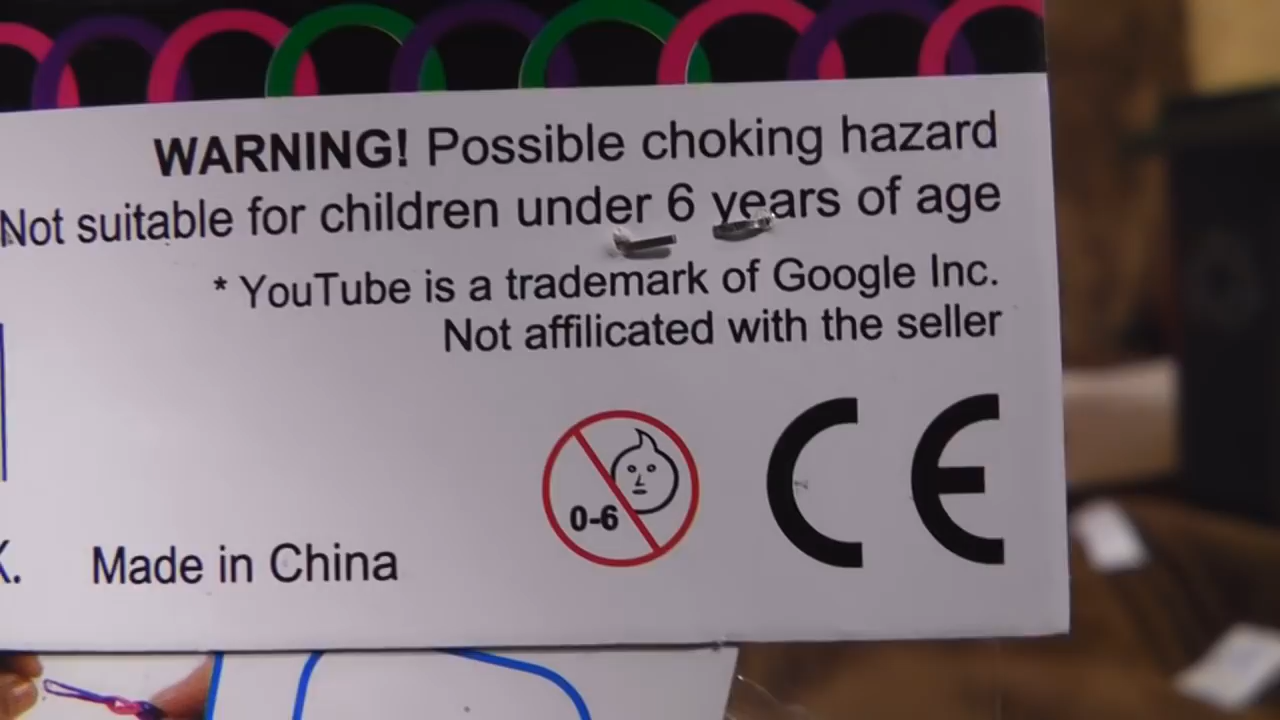 WARNING! Possible choking hazard
Not suitable for children under 6 years of age
* YouTube is a trademark of Google Inc.
Not affilicated with the seller
0-6
CE
Made in China